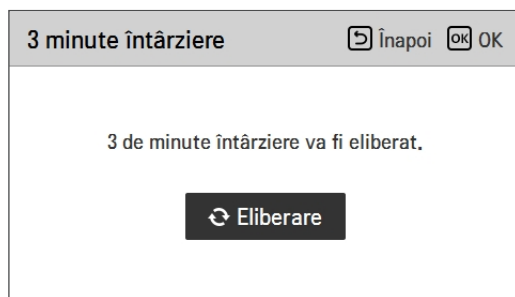 3 minute întârziere Înapoi OK OK
3 de minute întârziere va fi eliberat.
Eliberare